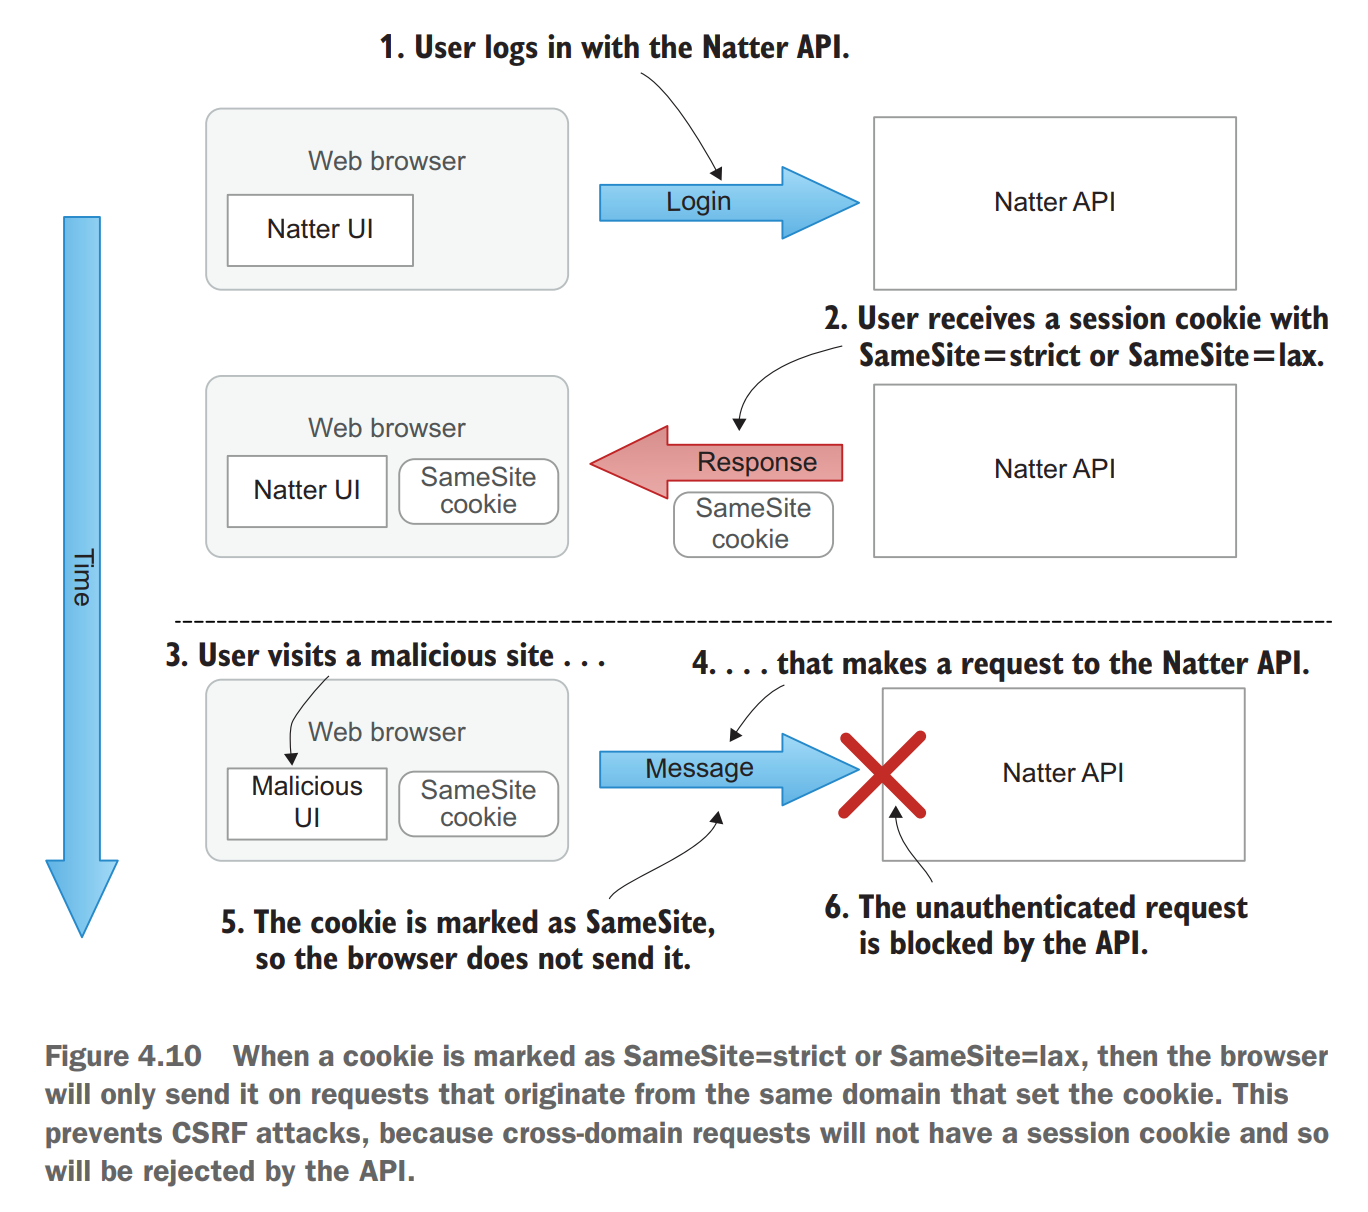 1. User logs in with the Natter API.
Web browser
Natter UI
Login
Natter API
2. User receives a session cookie with
SameSite=strict or SameSite=lax.
Web browser
Natter UI
SameSite
cookie
Response
SameSite
cookie
Natter API
Time
3. User visits a malicious site . . .
4. . . . that makes a request to the Natter API.
Web browser
Malicious
UI
SameSite
cookie
Message
Natter API
5. The cookie is marked as SameSite,
so the browser does not send it.
6. The unauthenticated request
is blocked by the API.
Figure 4.10 When a cookie is marked as SameSite=strict or SameSite=lax, then the browser
will only send it on requests that originate from the same domain that set the cookie. This
prevents CSRF attacks, because cross-domain requests will not have a session cookie and so
will be rejected by the API.